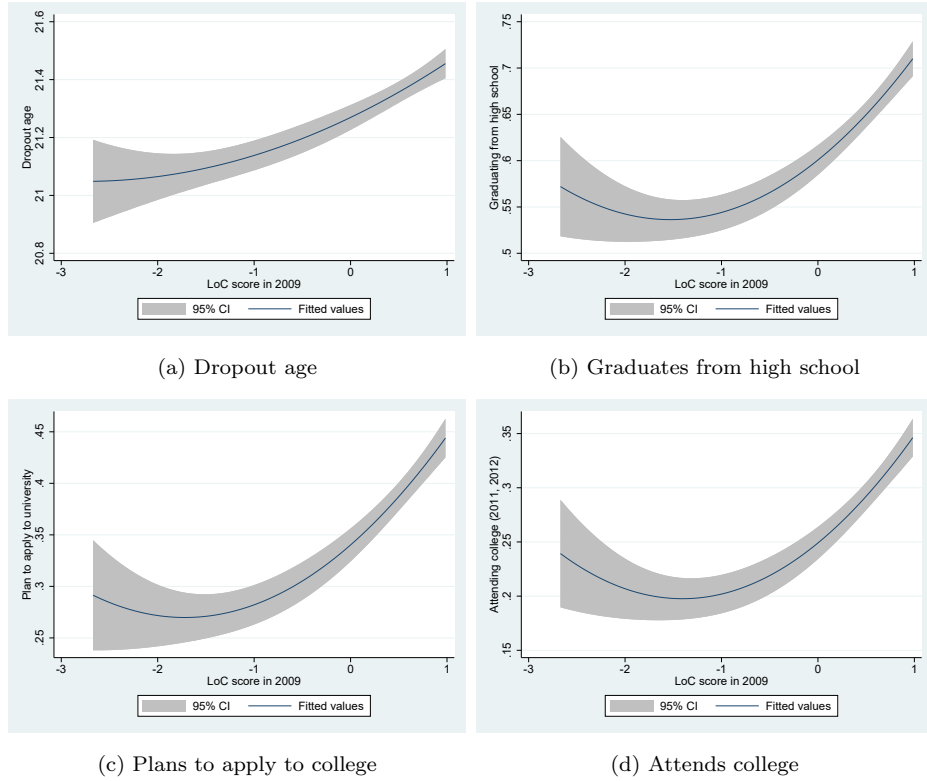 20.8 21 21.2 21.4 21.6
Dropout age
-3 -2 -1 0 1
LoC score in 2009
95% CI Fitted values
(a) Dropout age
.5 .55 .6 .65 .7 .75
Graduating from high school
-3 -2 -1 0 1
LoC score in 2009
95% CI Fitted values
(b) Graduates from high school
.25 .3 .35 .4 .45
Plan to apply to university
-3 -2 -1 0 1
LoC score in 2009
95% CI Fitted values
(c) Plans to apply to college
.15 .2 .25 .3 .35
Attending college (2011, 2012)
-3 -2 -1 0 1
LoC score in 2009
95% CI Fitted values
(d) Attends college